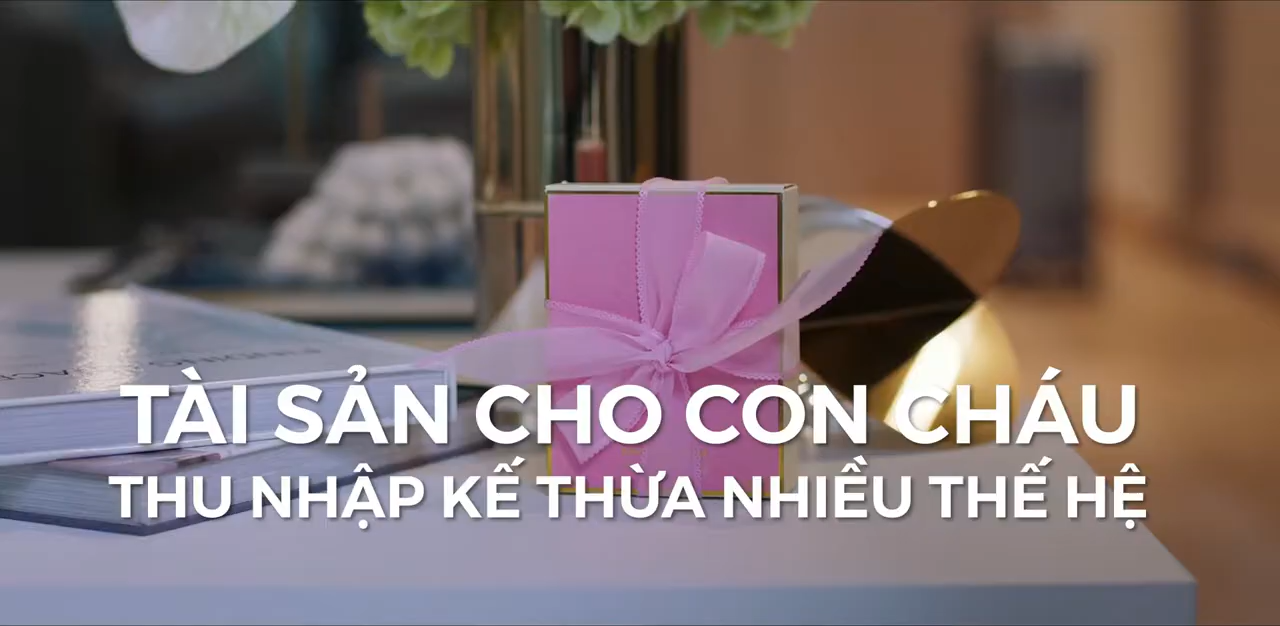 TÀI SẢN CHO CON CHÁU
THU NHẬP KẾ THỪA NHIỀU THẾ HỆ